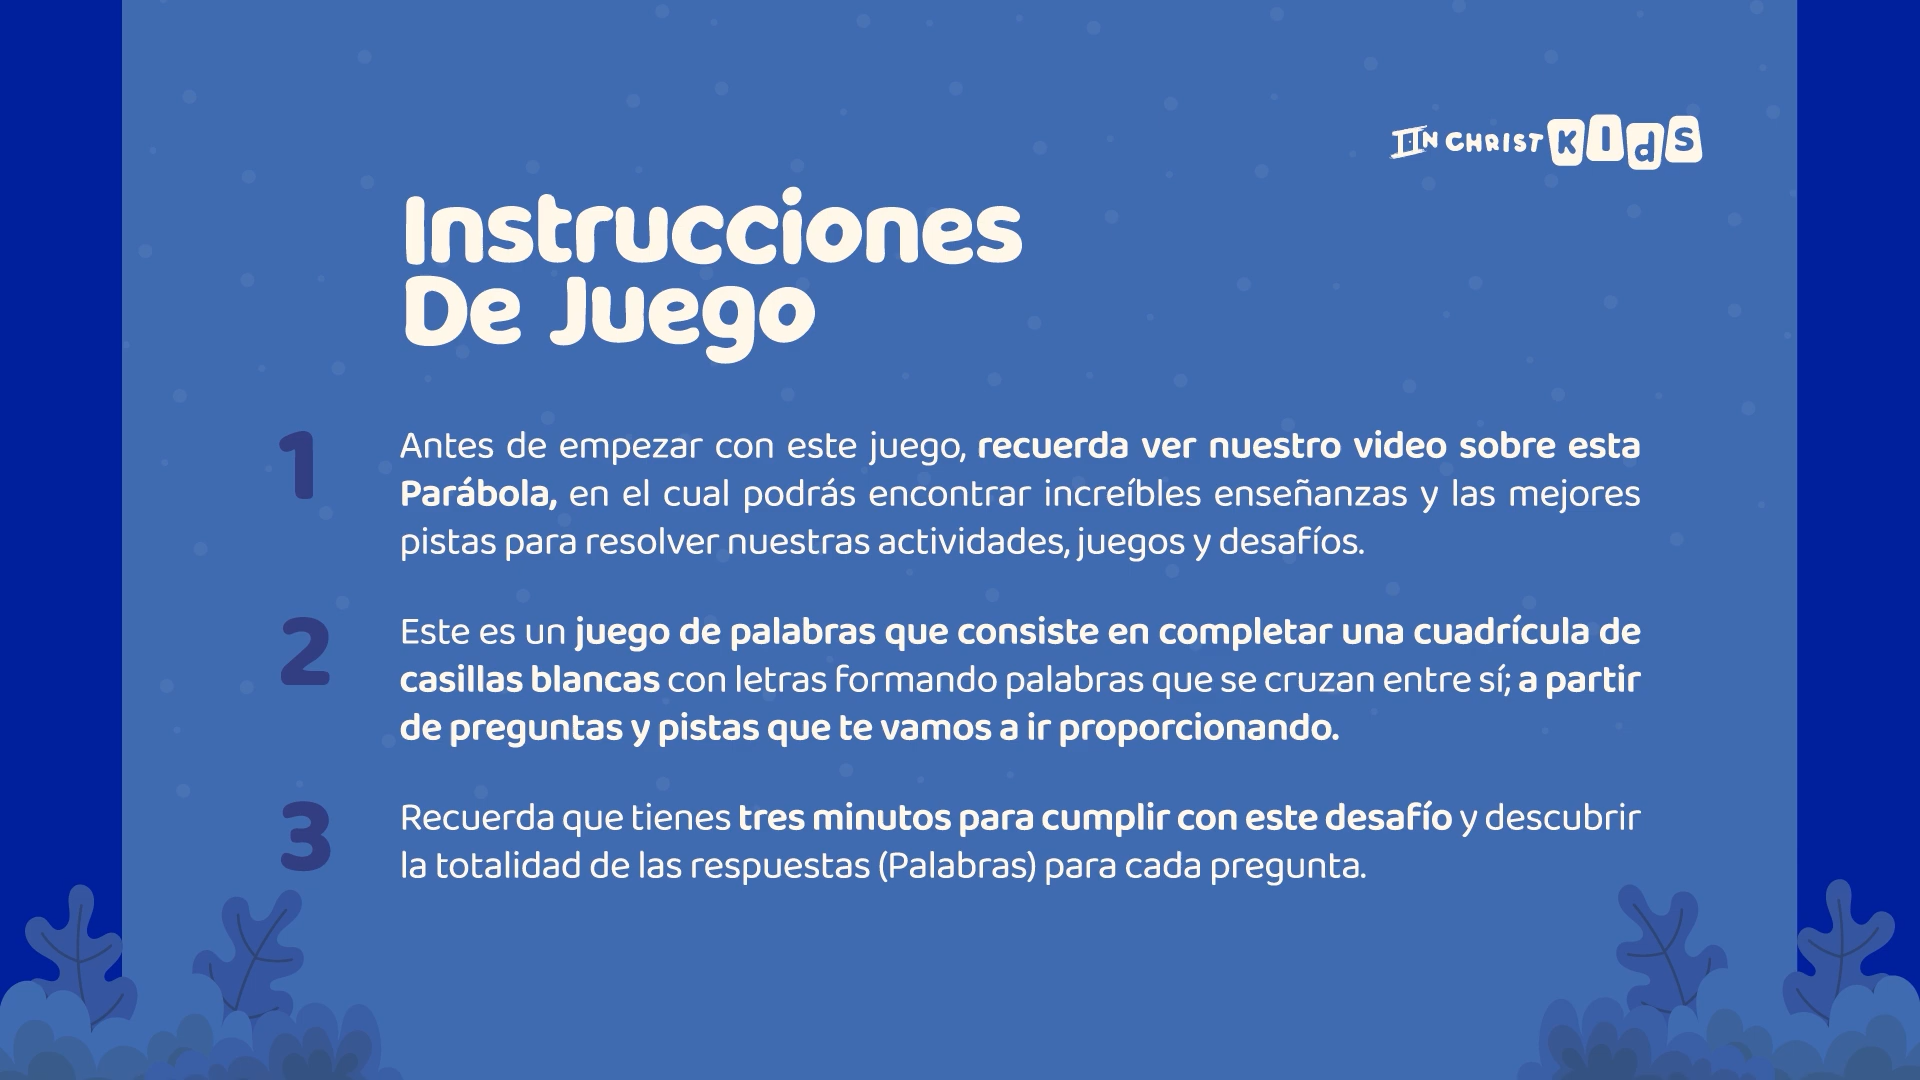 IN CHRIST KIdS
Instrucciones
De Juego
1
Antes de empezar con este juego, recuerda ver nuestro video sobre esta
Parábola, en el cual podrás encontrar increíbles enseñanzas y las mejores
pistas para resolver nuestras actividades, juegos y desafíos.
2
Este es un juego de palabras que consiste en completar una cuadrícula de
casillas blancas con letras formando palabras que se cruzan entre sí; a partir
de preguntas y pistas que te vamos a ir proporcionando.
3
Recuerda que tienes tres minutos para cumplir con este desafío y descubrir
la totalidad de las respuestas (Palabras) para cada pregunta.